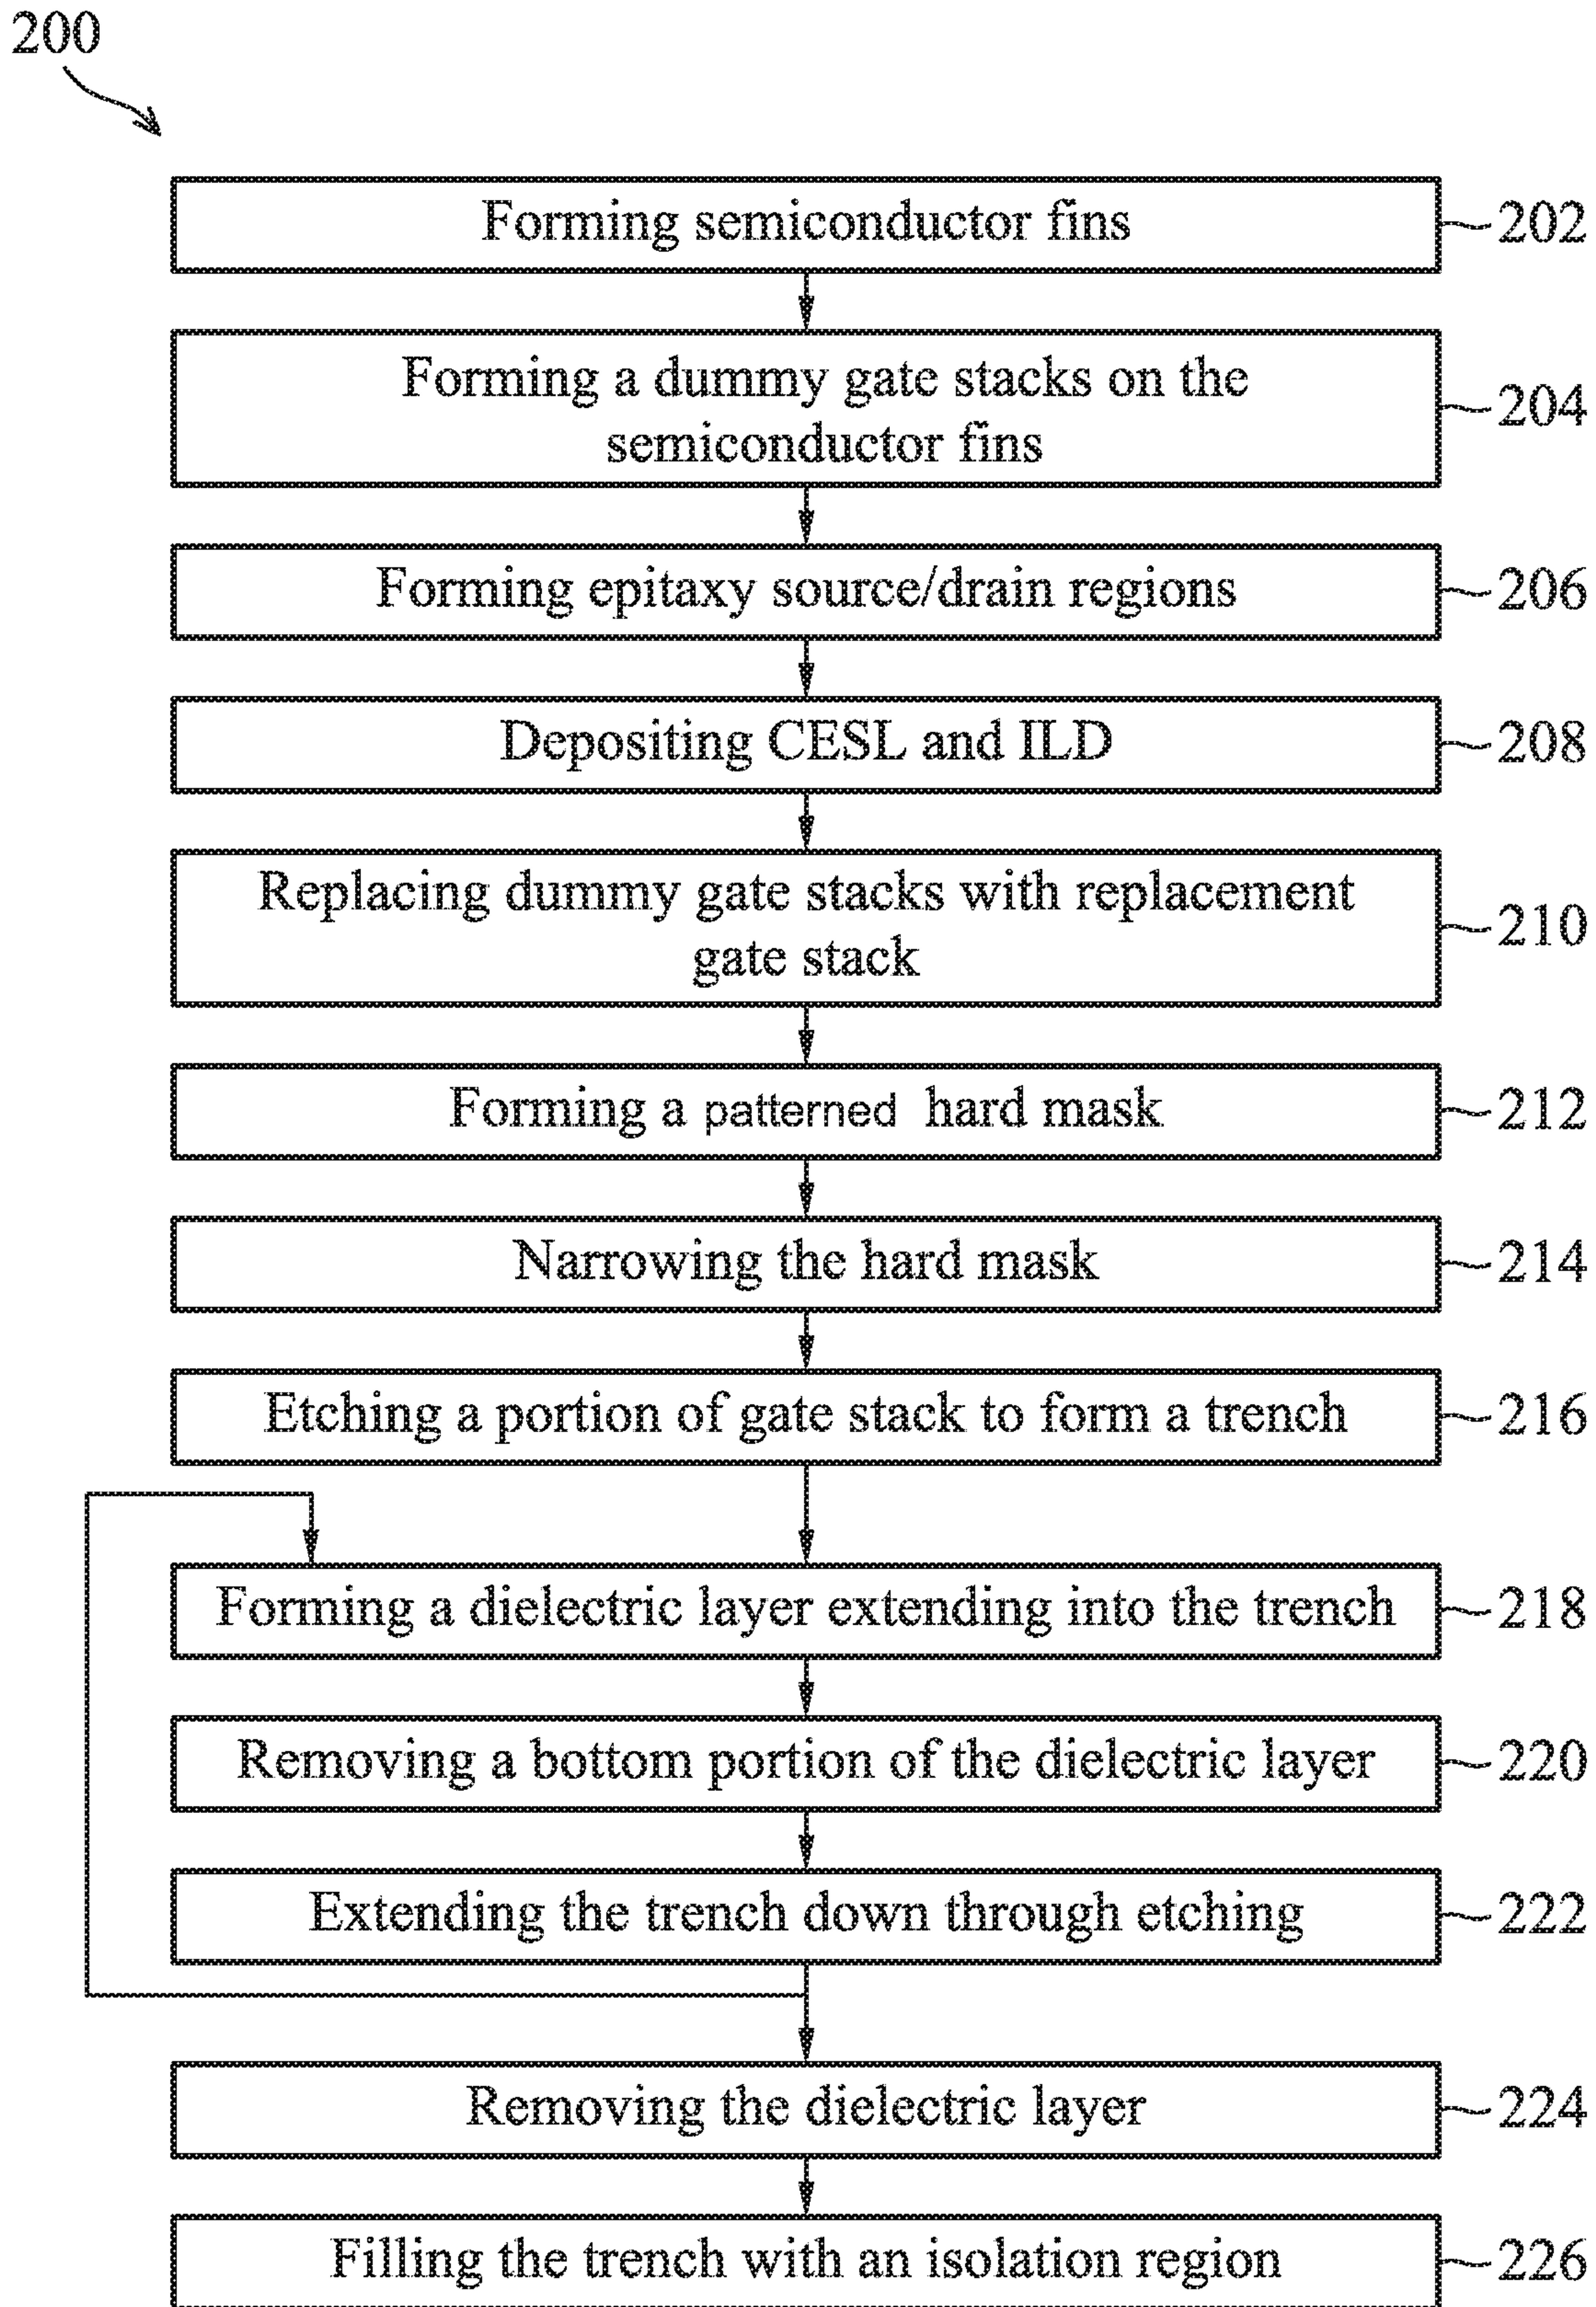 200
Forming semiconductor fins
202
Forming a dummy gate stacks on the
semiconductor fins
204
Forming epitaxy source/drain regions
206
Depositing CESL and ILD
208
Replacing dummy gate stacks with replacement
gate stack
210
Forming a patterned hard mask
212
Narrowing the hard mask
214
Etching a portion of gate stack to form a trench
216
Forming a dielectric layer extending into the trench
218
Removing a bottom portion of the dielectric layer
220
Extending the trench down through etching
222
Removing the dielectric layer
224
Filling the trench with an isolation region
226